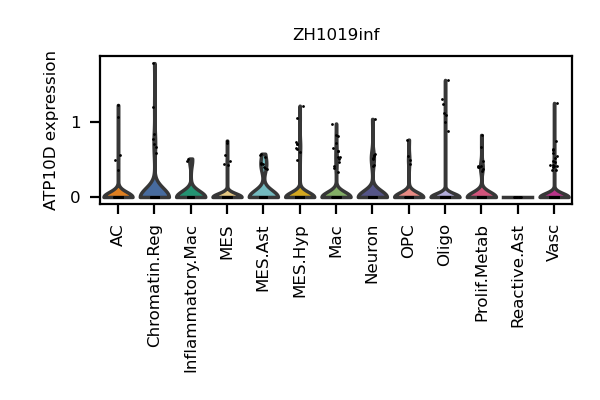 ZH1019inf
ATP10D expression
1
0
AC
Chromatin.Reg
Inflammatory.Mac
MES
MES.Ast
MES.Hyp
Mac
Neuron
OPC
Oligo
Prolif.Metab
Reactive.Ast
Vasc